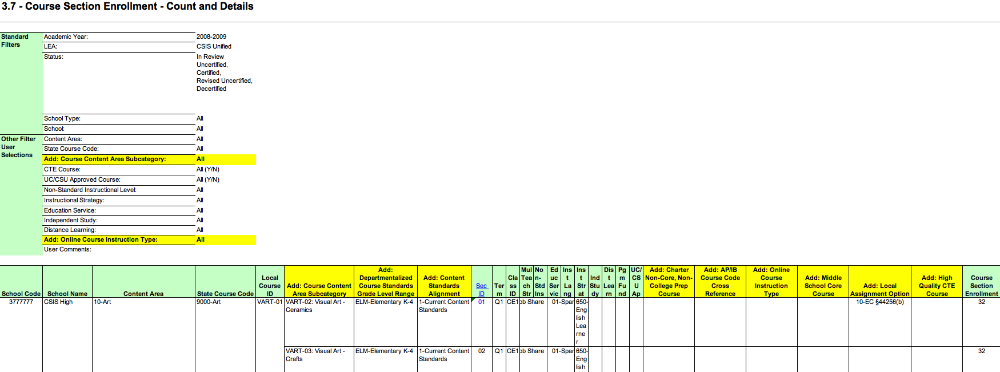 3.7 - Course Section Enrollment - Count and Details
Standard Filters
Academic Year: 2008-2009
LEA: CSIS Unified
Status: In Review
Uncertified,
Certified,
Revised Uncertified,
Decertified
School Type: All
School: All
Other Filter User Selections
Content Area: All
State Course Code: All
Add: Course Content Area Subcategory: All
CTE Course: All (Y/N)
UC/CSU Approved Course: All (Y/N)
Non-Standard Instructional Level: All
Instructional Strategy: All
Education Service: All
Independent Study: All
Distance Learning: All
Add: Online Course Instruction Type: All
User Comments:
School Code
School Name
Content Area
State Course Code
Local Course ID
Add: Course Content Area Subcategory
Add: Departmentalized Course Standards Grade Level Range
Add: Content Standards Alignment
Sec ID
Ter m
Cla ss ID
Mul Tea ch Str
No n- Std Ins
Ed uc Ser vic
Ins t La ng
Ins t Str at
Ind Stu dy
Dis t Lea rn
Pg m Fu nd
UC/ CS U Ap
Add: Charter Non-Core, Non- College Prep Course
Add: AP/IB Course Code Cross Reference
Add: Online Course Instruction Type
Add: Middle School Core Course
Add: Local Assignment Option
Add: High Quality CTE Course
Course Section Enrollment
3777777 CSIS High 10-Art 9000-Art VART-01 VART-02: Visual Art - Ceramics ELM-Elementary K-4 1-Current Content Standards 01 Q1 CE1 ob Share 01-Spar 650- Eng lish Lea rne r 10-EC §44256(b) 32
VART-03: Visual Art - Crafts ELM-Elementary K-4 1-Current Content Standards 02 Q1 CE1 ob Share 01-Spar 650- Eng lish 32